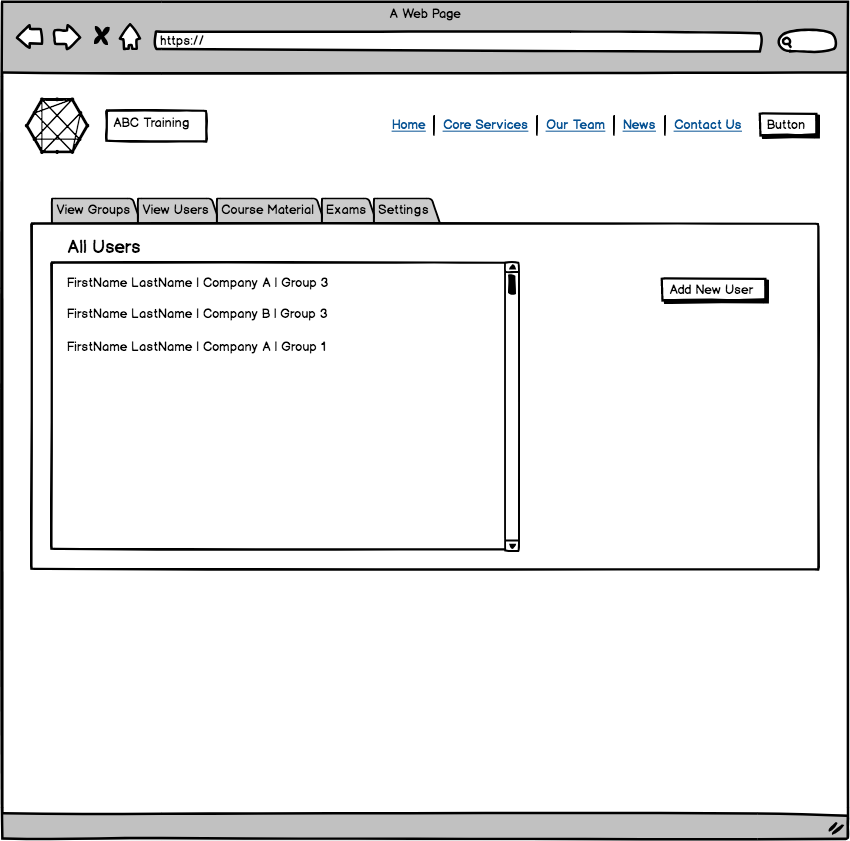 A Web Page
https://
ABC Training
Home | Core Services | Our Team | News | Contact Us
Button
View Groups View Users Course Material Exams Settings
All Users
FirstName LastName | Company A | Group 3
FirstName LastName | Company B | Group 3
FirstName LastName | Company A | Group 1
Add New User